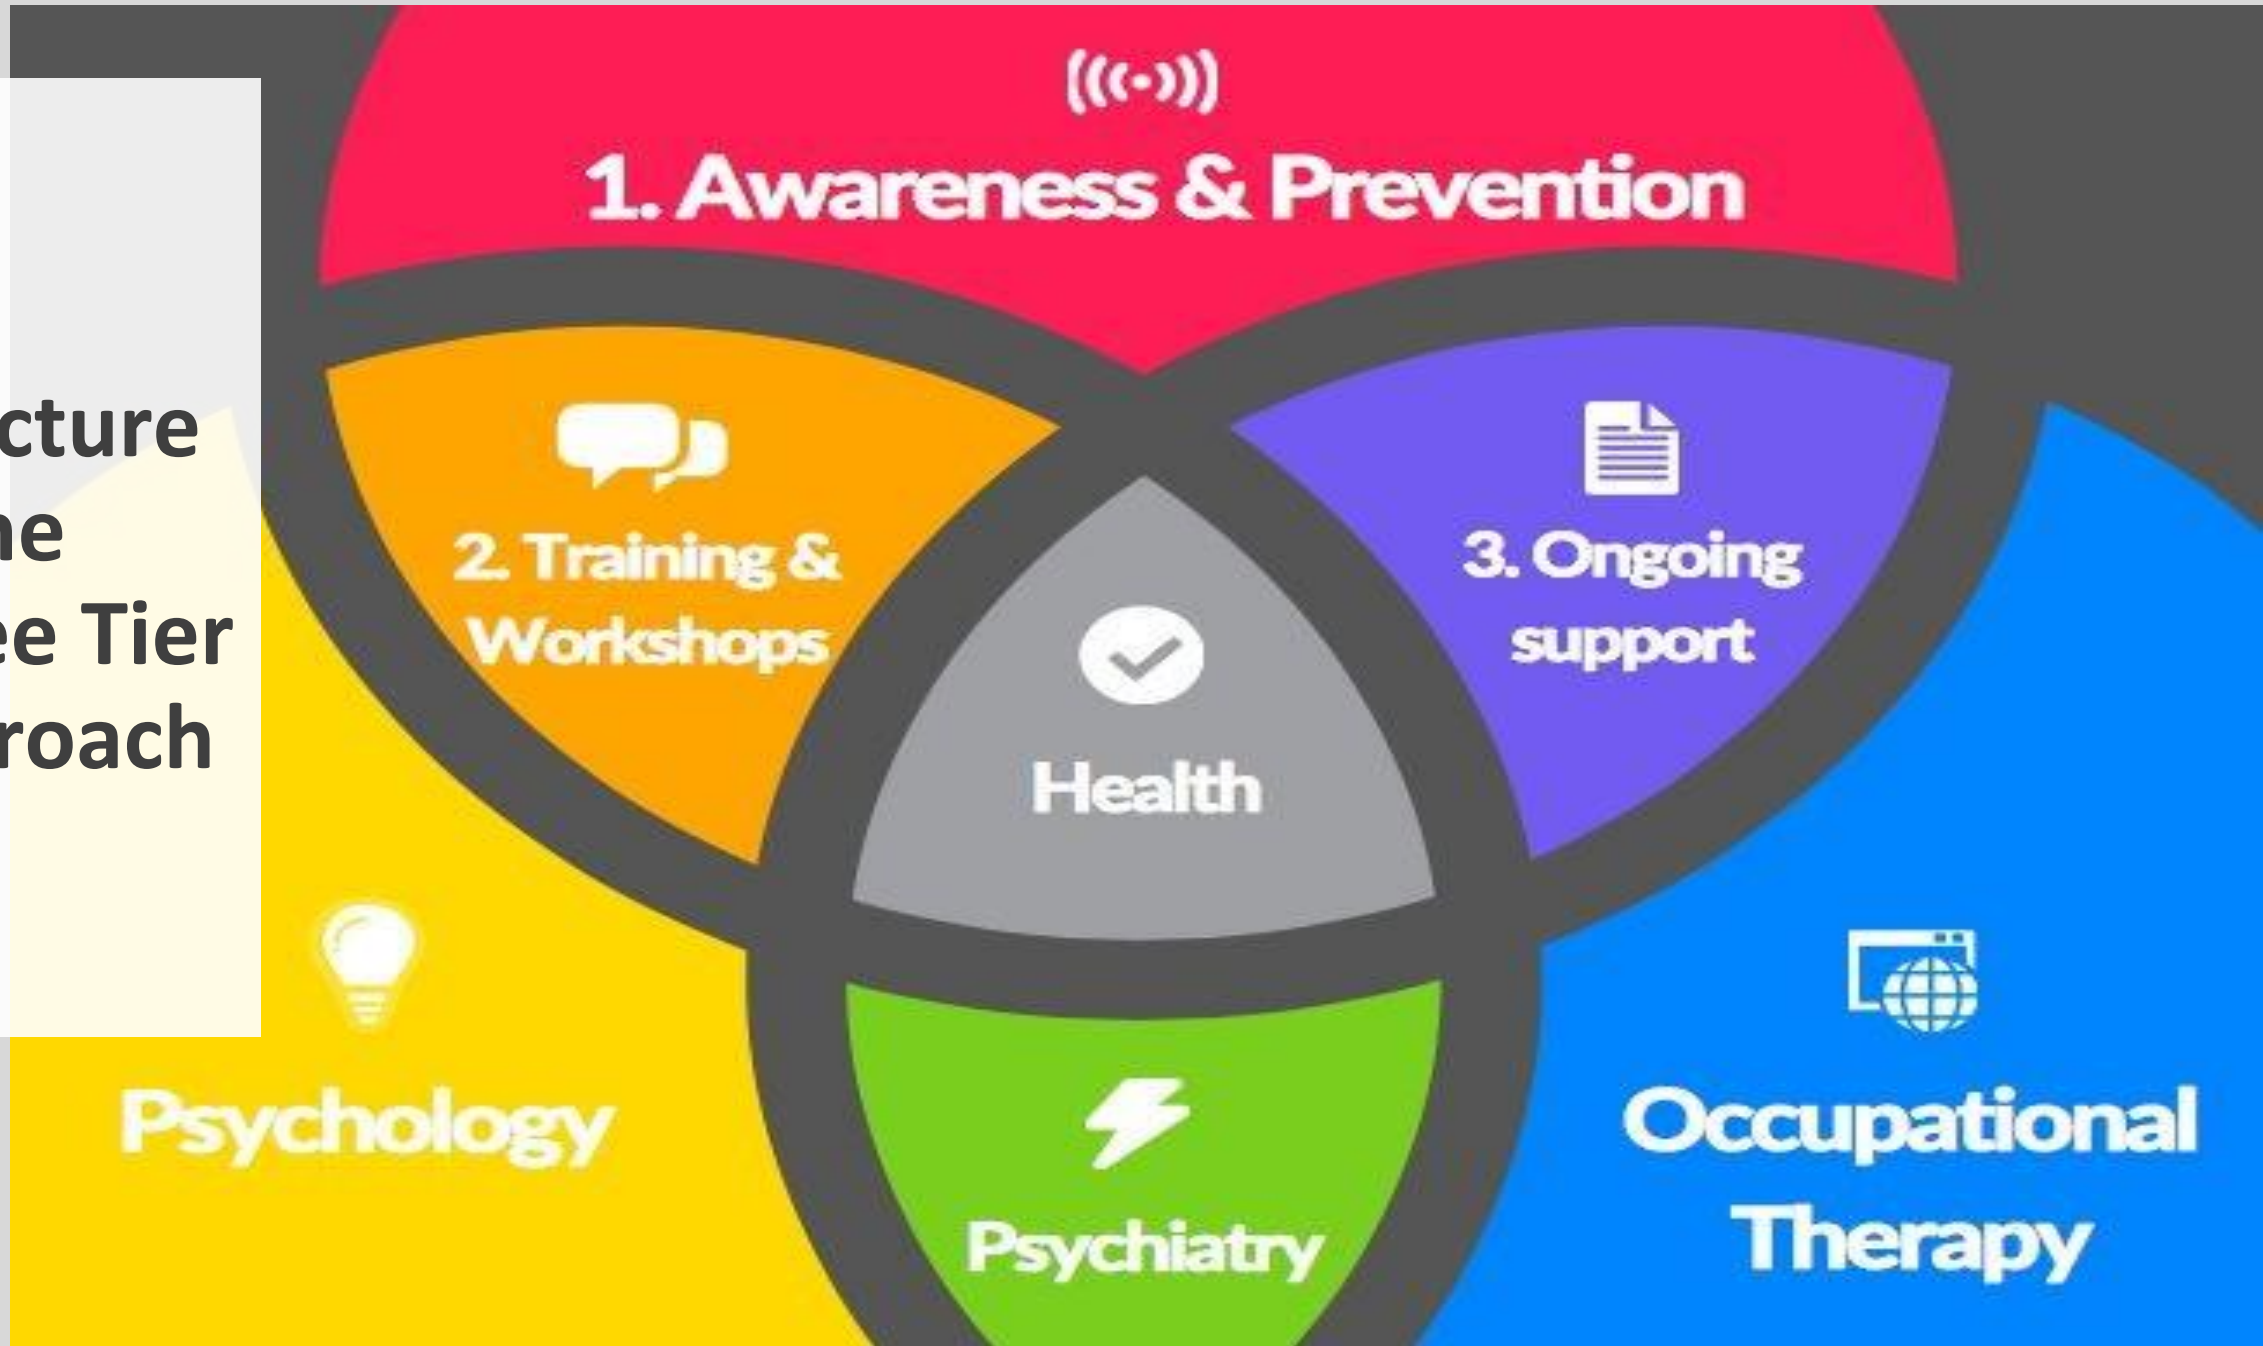 cture
ne
ee Tier
roach
1. Awareness & Prevention
2. Training &
Workshops
3. Ongoing
support
Health
Psychology
Psychiatry
Occupational
Therapy